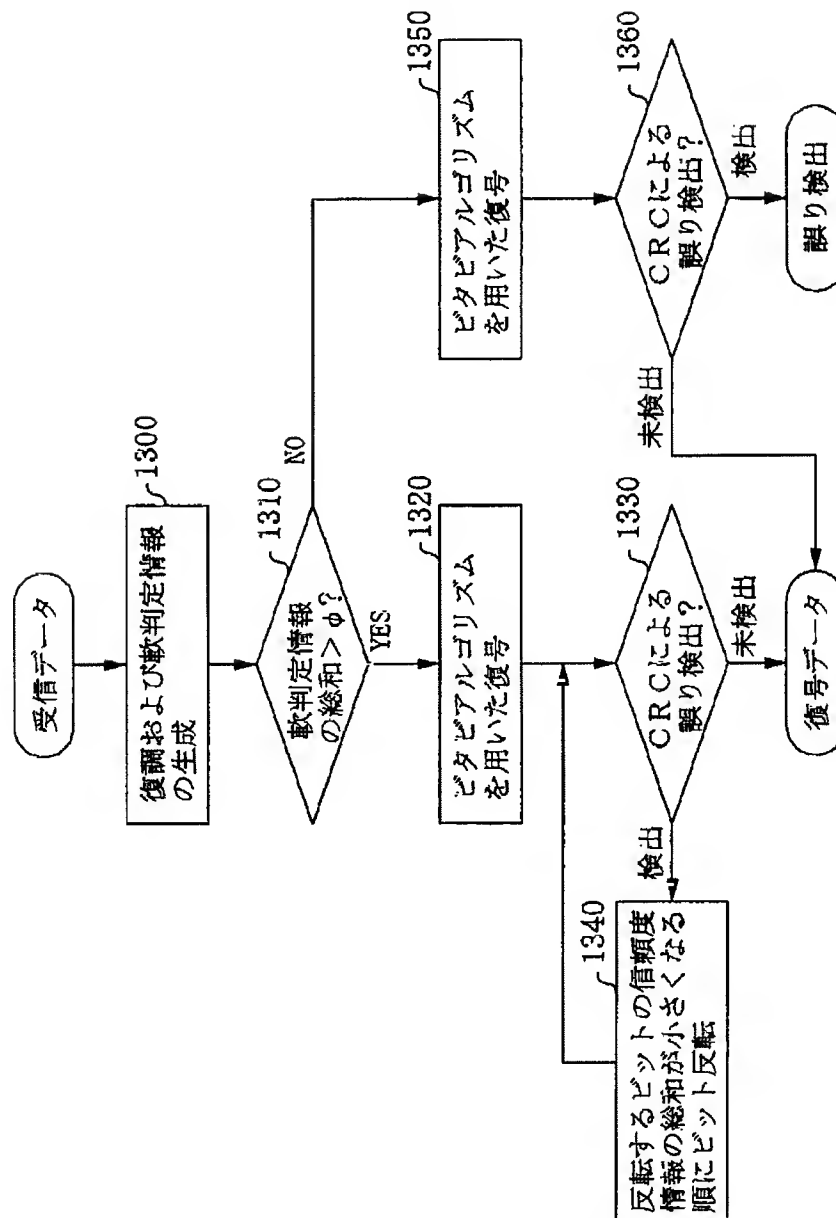 受信データ
1300
復調および軟判定情報
の生成
1310
軟判定情報
の総和＞φ？
NO
YES
1320
ビタビアルゴリズム
を用いた復号
1350
ビタビアルゴリズム
を用いた復号
1330
CRCによる
誤り検出？
1360
CRCによる
誤り検出？
検出
未検出
未検出
検出
1340
反転するビットの信頼度
情報の総和が小さくなる
順にビット反転
復号データ
誤り検出